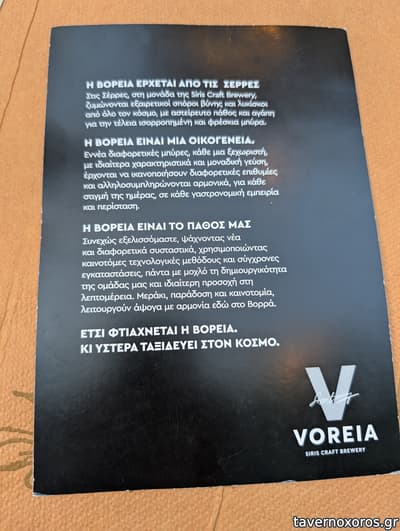 Η ΒΟΡΕΙΑ ΕΡΧΕΤΑΙ ΑΠΟ ΤΙΣ ΣΕΡΡΕΣ
Στις Σέρρες, στη μονάδα της Siris Craft Brewery,
ζυμώνονται εξαιρετικοί σπόροι βύνης και λυκίσκοι
από όλο τον κόσμο, με αστείρευτο πάθος και αγάπη
για την τέλεια ισορροπημένη και φρέσκια μπύρα.
Η ΒΟΡΕΙΑ ΕΙΝΑΙ ΜΙΑ ΟΙΚΟΓΕΝΕΙΑ.
Εννέα διαφορετικές μπύρες, κάθε μια ξεχωριστή,
με ιδιαίτερα χαρακτηριστικά και μοναδική γεύση,
έρχονται να ικανοποιήσουν διαφορετικές επιθυμίες
και αλληλοσυμπληρώνονται αρμονικά, για κάθε
στιγμή της ημέρας, σε κάθε γαστρονομική εμπειρία
και περίσταση.
Η ΒΟΡΕΙΑ ΕΙΝΑΙ ΤΟ ΠΑΘΟΣ ΜΑΣ
Συνεχώς εξελισσόμαστε, ψάχνοντας νέα
και διαφορετικά συστατικά, χρησιμοποιώντας
καινοτόμες τεχνολογικές μεθόδους και σύγχρονες
εγκαταστάσεις, πάντα με μοχλό τη δημιουργικότητα
της ομάδας μας και ιδιαίτερη προσοχή στη
λεπτομέρεια. Μεράκι, παράδοση και καινοτομία,
λειτουργούν άψογα με αρμονία εδώ στο Βορρά.
ΕΤΣΙ ΦΤΙΑΧΝΕΤΑΙ Η ΒΟΡΕΙΑ.
ΚΙ ΥΣΤΕΡΑ ΤΑΞΙΔΕΥΕΙ ΣΤΟΝ ΚΟΣΜΟ.
V
VOREIA
SIRIS CRAFT BREWERY
tavernoxoros.gr